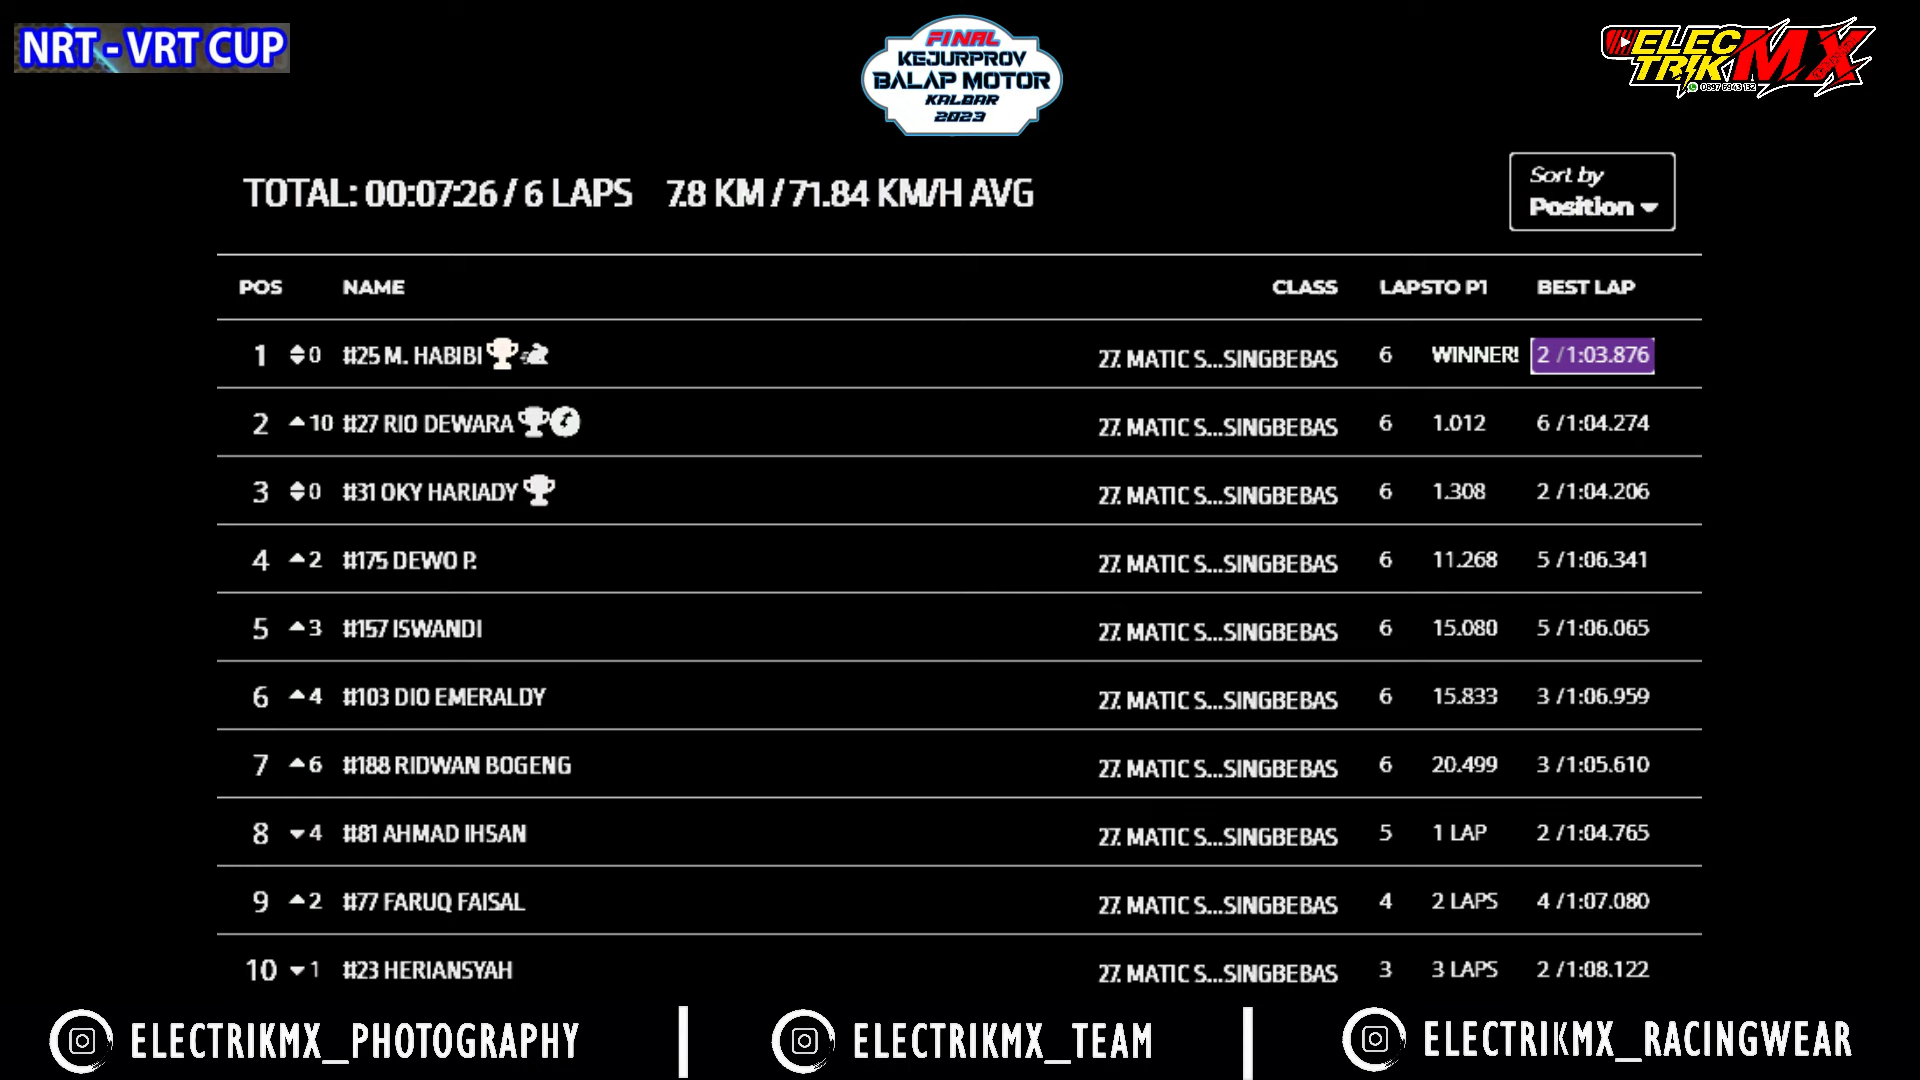 NRT - VRT CUP
FINAL
KEJURPROV
BALAP MOTOR
KALBAR
2023
ELEC
TRIK MX
0897 6943 132
TOTAL: 00:07:26 / 6 LAPS 7.8 KM / 71.84 KM/H AVG
Sort by
Position
POS NAME CLASS LAPS TO P1 BEST LAP
1 0 #25 M. HABIBI 27. MATIC S...SINGBEBAS 6 WINNER! 2 /1:03.876
2 10 #27 RIO DEWARA 27. MATIC S...SINGBEBAS 6 1.012 6 /1:04.274
3 0 #31 OKY HARIADY 27. MATIC S...SINGBEBAS 6 1.308 2 /1:04.206
4 2 #175 DEWO P. 27. MATIC S...SINGBEBAS 6 11.268 5 /1:06.341
5 3 #157 ISWANDI 27. MATIC S...SINGBEBAS 6 15.080 5 /1:06.065
6 4 #103 DIO EMERALDY 27. MATIC S...SINGBEBAS 6 15.833 3 /1:06.959
7 6 #188 RIDWAN BOGENG 27. MATIC S...SINGBEBAS 6 20.499 3 /1:05.610
8 4 #81 AHMAD IHSAN 27. MATIC S...SINGBEBAS 5 1 LAP 2 /1:04.765
9 2 #77 FARUQ FAISAL 27. MATIC S...SINGBEBAS 4 2 LAPS 4 /1:07.080
10 1 #23 HERIANSYAH 27. MATIC S...SINGBEBAS 3 3 LAPS 2 /1:08.122
ELECTRIKMX_PHOTOGRAPHY | ELECTRIKMX_TEAM | ELECTRIKMX_RACINGWEAR